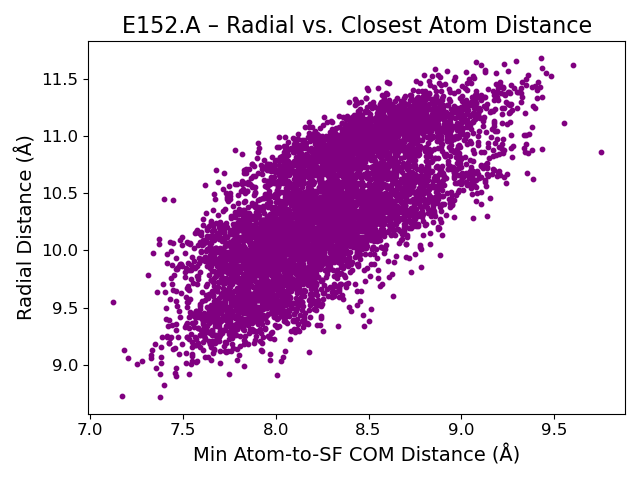 E152.A – Radial vs. Closest Atom Distance
Radial Distance (Å)
11.5
11.0
10.5
10.0
9.5
9.0
7.0 7.5 8.0 8.5 9.0 9.5
Min Atom-to-SF COM Distance (Å)